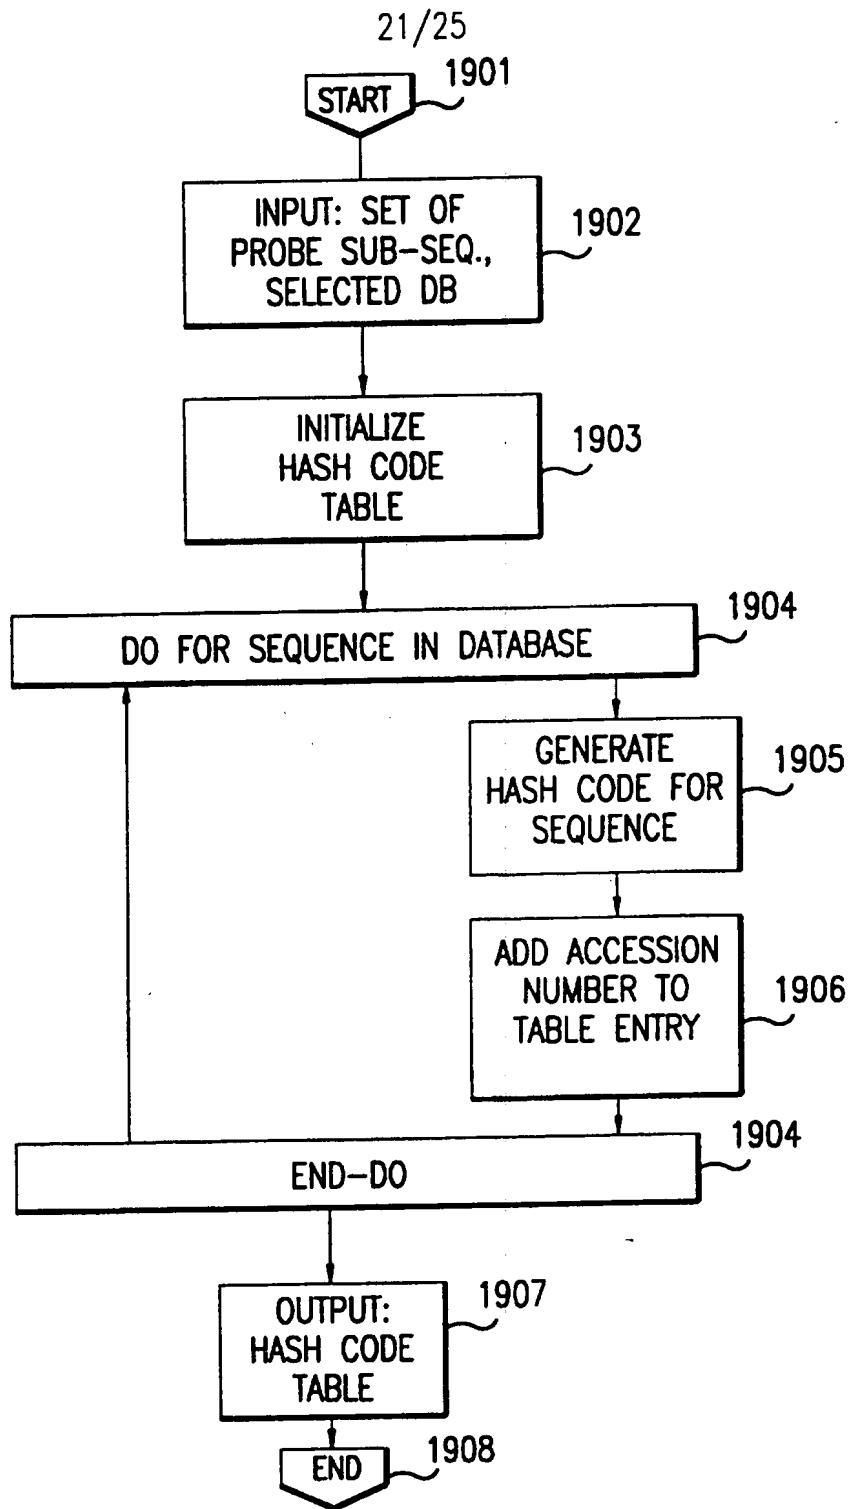 21/25
START
1901
INPUT: SET OF
PROBE SUB-SEQ.,
SELECTED DB
1902
INITIALIZE
HASH CODE
TABLE
1903
DO FOR SEQUENCE IN DATABASE
1904
GENERATE
HASH CODE FOR
SEQUENCE
1905
ADD ACCESSION
NUMBER TO
TABLE ENTRY
1906
END-DO
1904
OUTPUT:
HASH CODE
TABLE
1907
END
1908